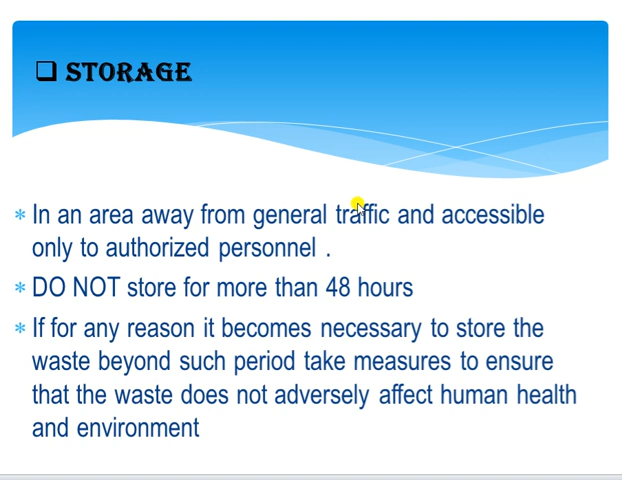 ❑ STORAGE
* In an area away from general traffic and accessible
only to authorized personnel .
* DO NOT store for more than 48 hours
* If for any reason it becomes necessary to store the
waste beyond such period take measures to ensure
that the waste does not adversely affect human health
and environment